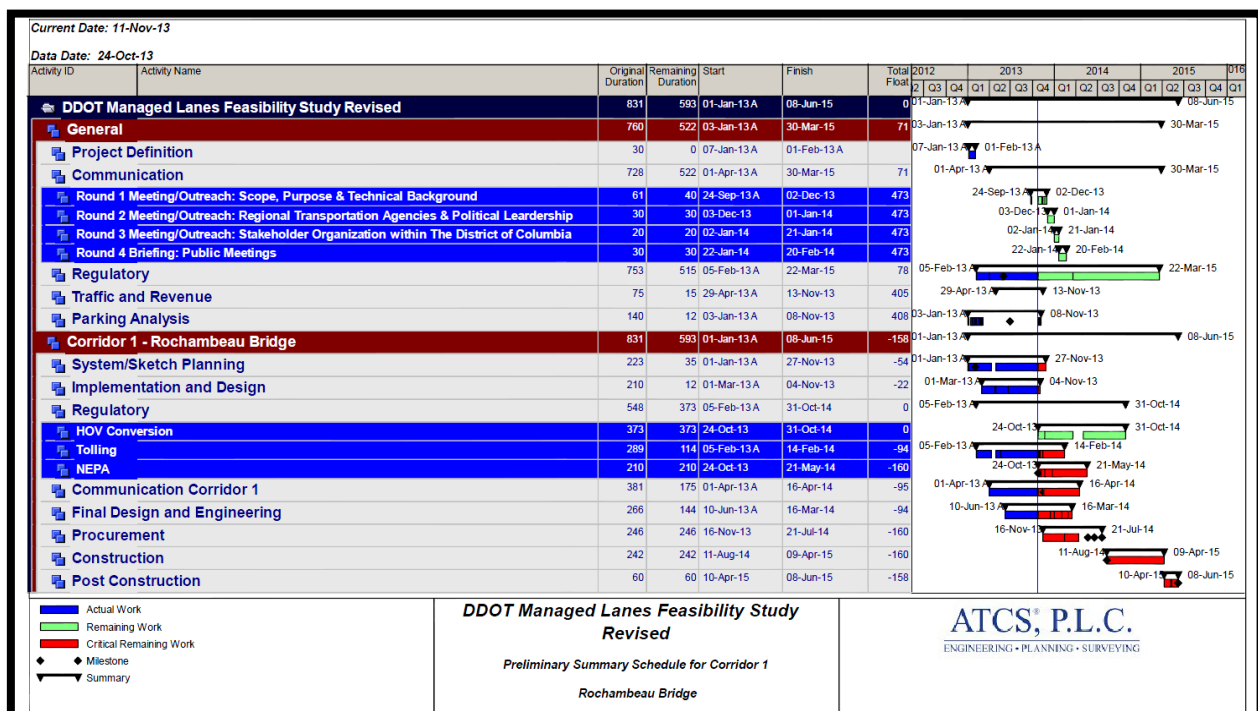 Current Date: 11-Nov-13
Data Date: 24-Oct-13
Activity ID Activity Name Original Duration Remaining Duration Start Finish Total Float 2012 2013 2014 2015 016
2 Q3 Q4 Q1 Q2 Q3 Q4 Q1 Q2 Q3 Q4 Q1 Q2 Q3 Q4 Q1
DDOT Managed Lanes Feasibility Study Revised 831 593 01-Jan-13 A 08-Jun-15 0 01-Jan-13 A 08-Jun-15
General 760 522 03-Jan-13 A 30-Mar-15 71 03-Jan-13 A 30-Mar-15
Project Definition 30 0 07-Jan-13 A 01-Feb-13 A 07-Jan-13 A 01-Feb-13 A
Communication 728 522 01-Apr-13 A 30-Mar-15 71 01-Apr-13 A 30-Mar-15
Round 1 Meeting/Outreach: Scope, Purpose & Technical Background 61 40 24-Sep-13 A 02-Dec-13 473 24-Sep-13 A 02-Dec-13
Round 2 Meeting/Outreach: Regional Transportation Agencies & Political Leardership 30 30 03-Dec-13 01-Jan-14 473 03-Dec-13 01-Jan-14
Round 3 Meeting/Outreach: Stakeholder Organization within The District of Columbia 20 20 02-Jan-14 21-Jan-14 473 02-Jan-14 21-Jan-14
Round 4 Briefing: Public Meetings 30 30 22-Jan-14 20-Feb-14 473 22-Jan-14 20-Feb-14
Regulatory 753 515 05-Feb-13 A 22-Mar-15 78 05-Feb-13 A 22-Mar-15
Traffic and Revenue 75 15 29-Apr-13 A 13-Nov-13 405 29-Apr-13 A 13-Nov-13
Parking Analysis 140 12 03-Jan-13 A 08-Nov-13 408 03-Jan-13 A 08-Nov-13
Corridor 1 - Rochambeau Bridge 831 593 01-Jan-13 A 08-Jun-15 -158 01-Jan-13 A 08-Jun-15
System/Sketch Planning 223 35 01-Jan-13 A 27-Nov-13 -54 01-Jan-13 A 27-Nov-13
Implementation and Design 210 12 01-Mar-13 A 04-Nov-13 -22 01-Mar-13 A 04-Nov-13
Regulatory 548 373 05-Feb-13 A 31-Oct-14 0 05-Feb-13 A 31-Oct-14
HOV Conversion 373 373 24-Oct-13 31-Oct-14 0 24-Oct-13 31-Oct-14
Tolling 289 114 05-Feb-13 A 14-Feb-14 -94 05-Feb-13 A 14-Feb-14
NEPA 210 210 24-Oct-13 21-May-14 -160 24-Oct-13 21-May-14
Communication Corridor 1 381 175 01-Apr-13 A 16-Apr-14 -95 01-Apr-13 A 16-Apr-14
Final Design and Engineering 266 144 10-Jun-13 A 16-Mar-14 -94 10-Jun-13 A 16-Mar-14
Procurement 246 246 16-Nov-13 21-Jul-14 -160 16-Nov-13 21-Jul-14
Construction 242 242 11-Aug-14 09-Apr-15 -160 11-Aug-14 09-Apr-15
Post Construction 60 60 10-Apr-15 08-Jun-15 -158 10-Apr-15 08-Jun-15
Actual Work
Remaining Work
Critical Remaining Work
Milestone
Summary
DDOT Managed Lanes Feasibility Study
Revised
Preliminary Summary Schedule for Corridor 1
Rochambeau Bridge
ATCS®, P.L.C.
ENGINEERING • PLANNING • SURVEYING